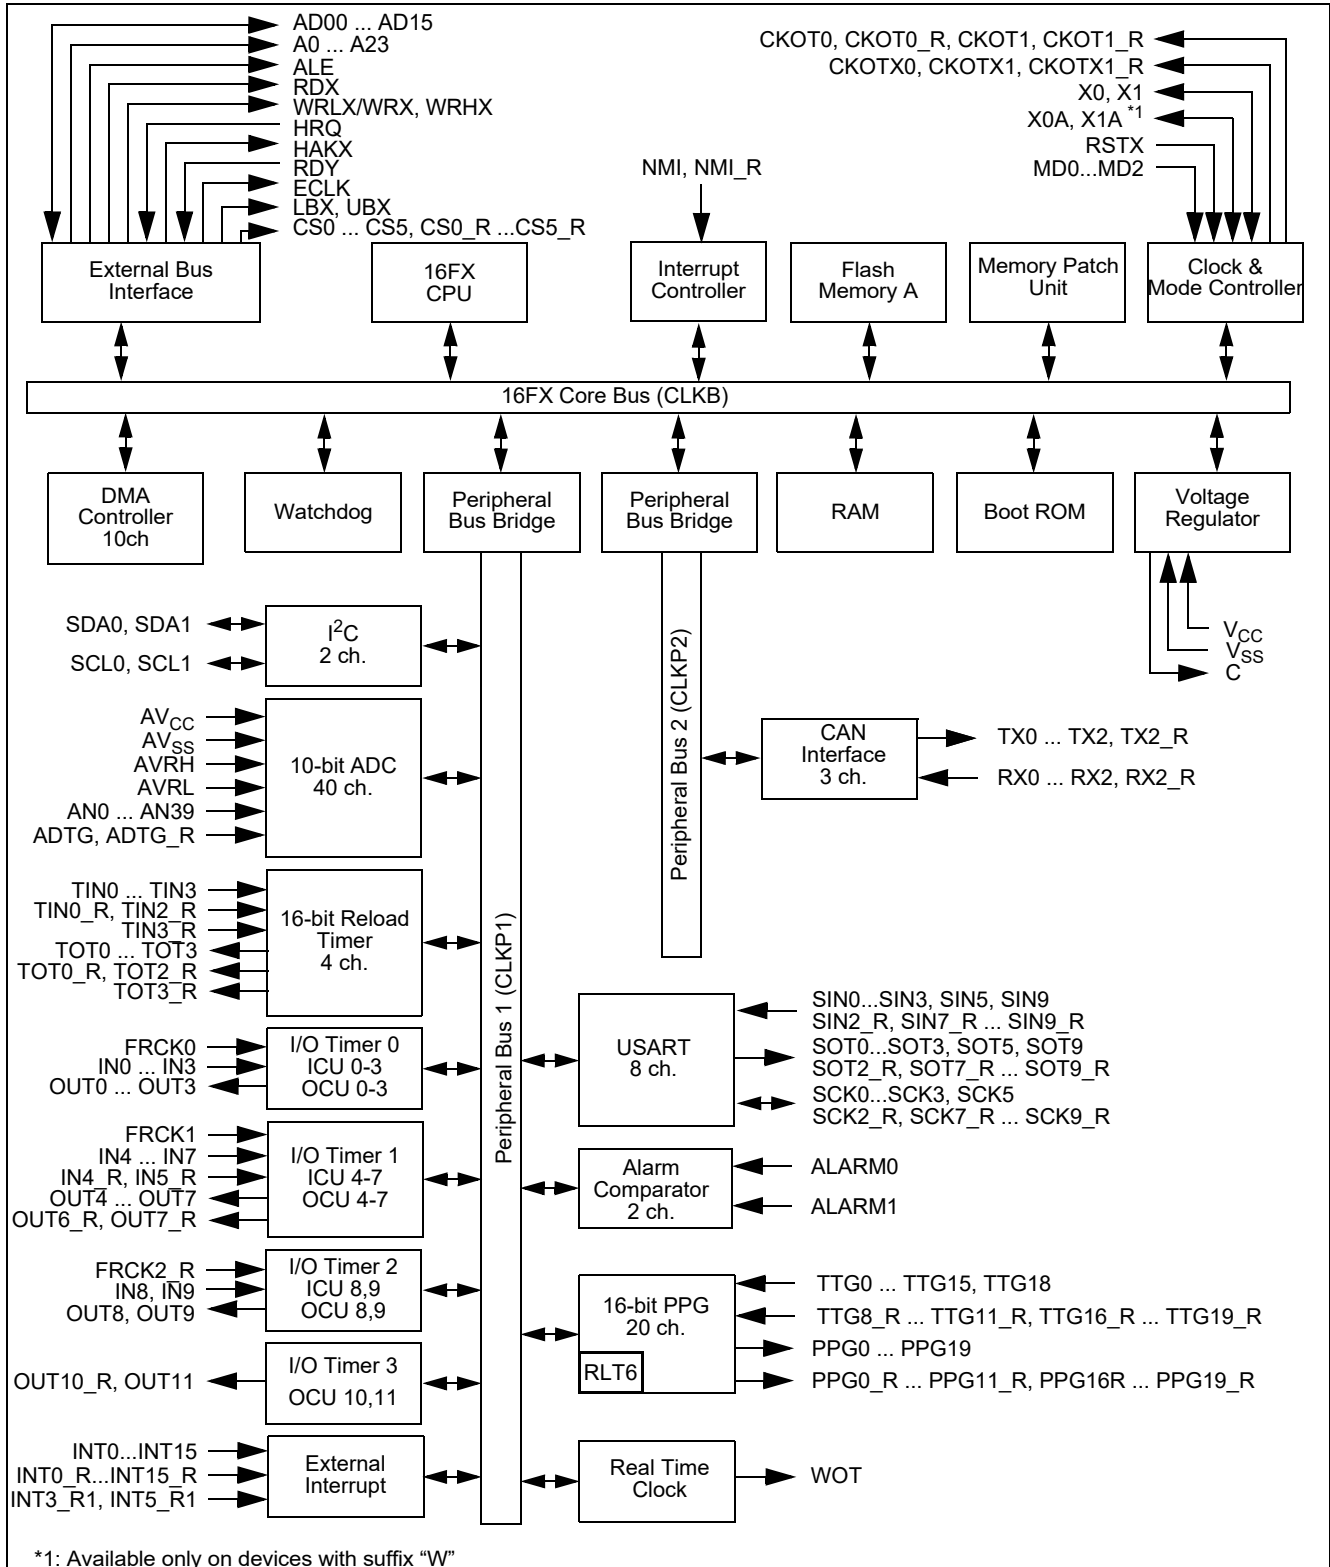 AD00 ... AD15
A0 ... A23
ALE
RDX
WRLX/WRX, WRHX
HRQ
HAKX
RDY
ECLK
LBX, UBX
CS0 ... CS5, CS0_R ...CS5_R
CKOT0, CKOT0_R, CKOT1, CKOT1_R
CKOTX0, CKOTX1, CKOTX1_R
X0, X1
X0A, X1A *1
RSTX
MD0...MD2
NMI, NMI_R
External Bus
Interface
16FX
CPU
Interrupt
Controller
Flash
Memory A
Memory Patch
Unit
Clock &
Mode Controller
16FX Core Bus (CLKB)
DMA
Controller
10ch
Watchdog
Peripheral
Bus Bridge
Peripheral
Bus Bridge
RAM
Boot ROM
Voltage
Regulator
VCC
VSS
C
Peripheral Bus 1 (CLKP1)
Peripheral Bus 2 (CLKP2)
SDA0, SDA1
SCL0, SCL1
I2C
2 ch.
AVCC
AVSS
AVRH
AVRL
AN0 ... AN39
ADTG, ADTG_R
10-bit ADC
40 ch.
TIN0 ... TIN3
TIN0_R, TIN2_R
TIN3_R
TOT0 ... TOT3
TOT0_R, TOT2_R
TOT3_R
16-bit Reload
Timer
4 ch.
FRCK0
IN0 ... IN3
OUT0 ... OUT3
I/O Timer 0
ICU 0-3
OCU 0-3
FRCK1
IN4 ... IN7
IN4_R, IN5_R
OUT4 ... OUT7
OUT6_R, OUT7_R
I/O Timer 1
ICU 4-7
OCU 4-7
FRCK2_R
IN8, IN9
OUT8, OUT9
I/O Timer 2
ICU 8,9
OCU 8,9
OUT10_R, OUT11
I/O Timer 3
OCU 10,11
INT0...INT15
INT0_R...INT15_R
INT3_R1, INT5_R1
External
Interrupt
CAN
Interface
3 ch.
TX0 ... TX2, TX2_R
RX0 ... RX2, RX2_R
USART
8 ch.
SIN0...SIN3, SIN5, SIN9
SIN2_R, SIN7_R ... SIN9_R
SOT0...SOT3, SOT5, SOT9
SOT2_R, SOT7_R ... SOT9_R
SCK0...SCK3, SCK5
SCK2_R, SCK7_R ... SCK9_R
Alarm
Comparator
2 ch.
ALARM0
ALARM1
16-bit PPG
20 ch.
RLT6
TTG0 ... TTG15, TTG18
TTG8_R ... TTG11_R, TTG16_R ... TTG19_R
PPG0 ... PPG19
PPG0_R ... PPG11_R, PPG16R ... PPG19_R
Real Time
Clock
WOT
*1: Available only on devices with suffix “W”